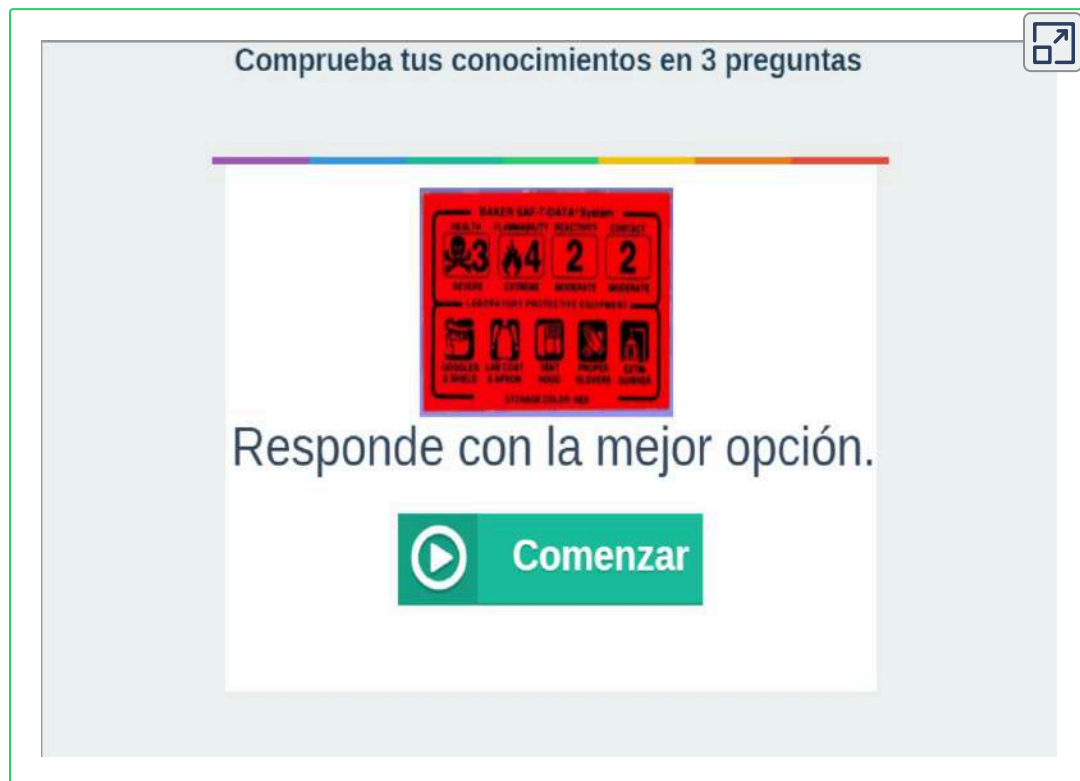 Comprueba tus conocimientos en 3 preguntas
BAKER SAF-T-DATA* System
HEALTH FLAMMABILITY REACTIVITY CONTACT
3 4 2 2
SEVERE EXTREME MODERATE MODERATE
LABORATORY PROTECTIVE EQUIPMENT
GOGGLES LAB COAT VENT PROPER
& SHIELD & APRON HOOD GLOVES
STORAGE COLOR: RED
Responde con la mejor opción.
Comenzar